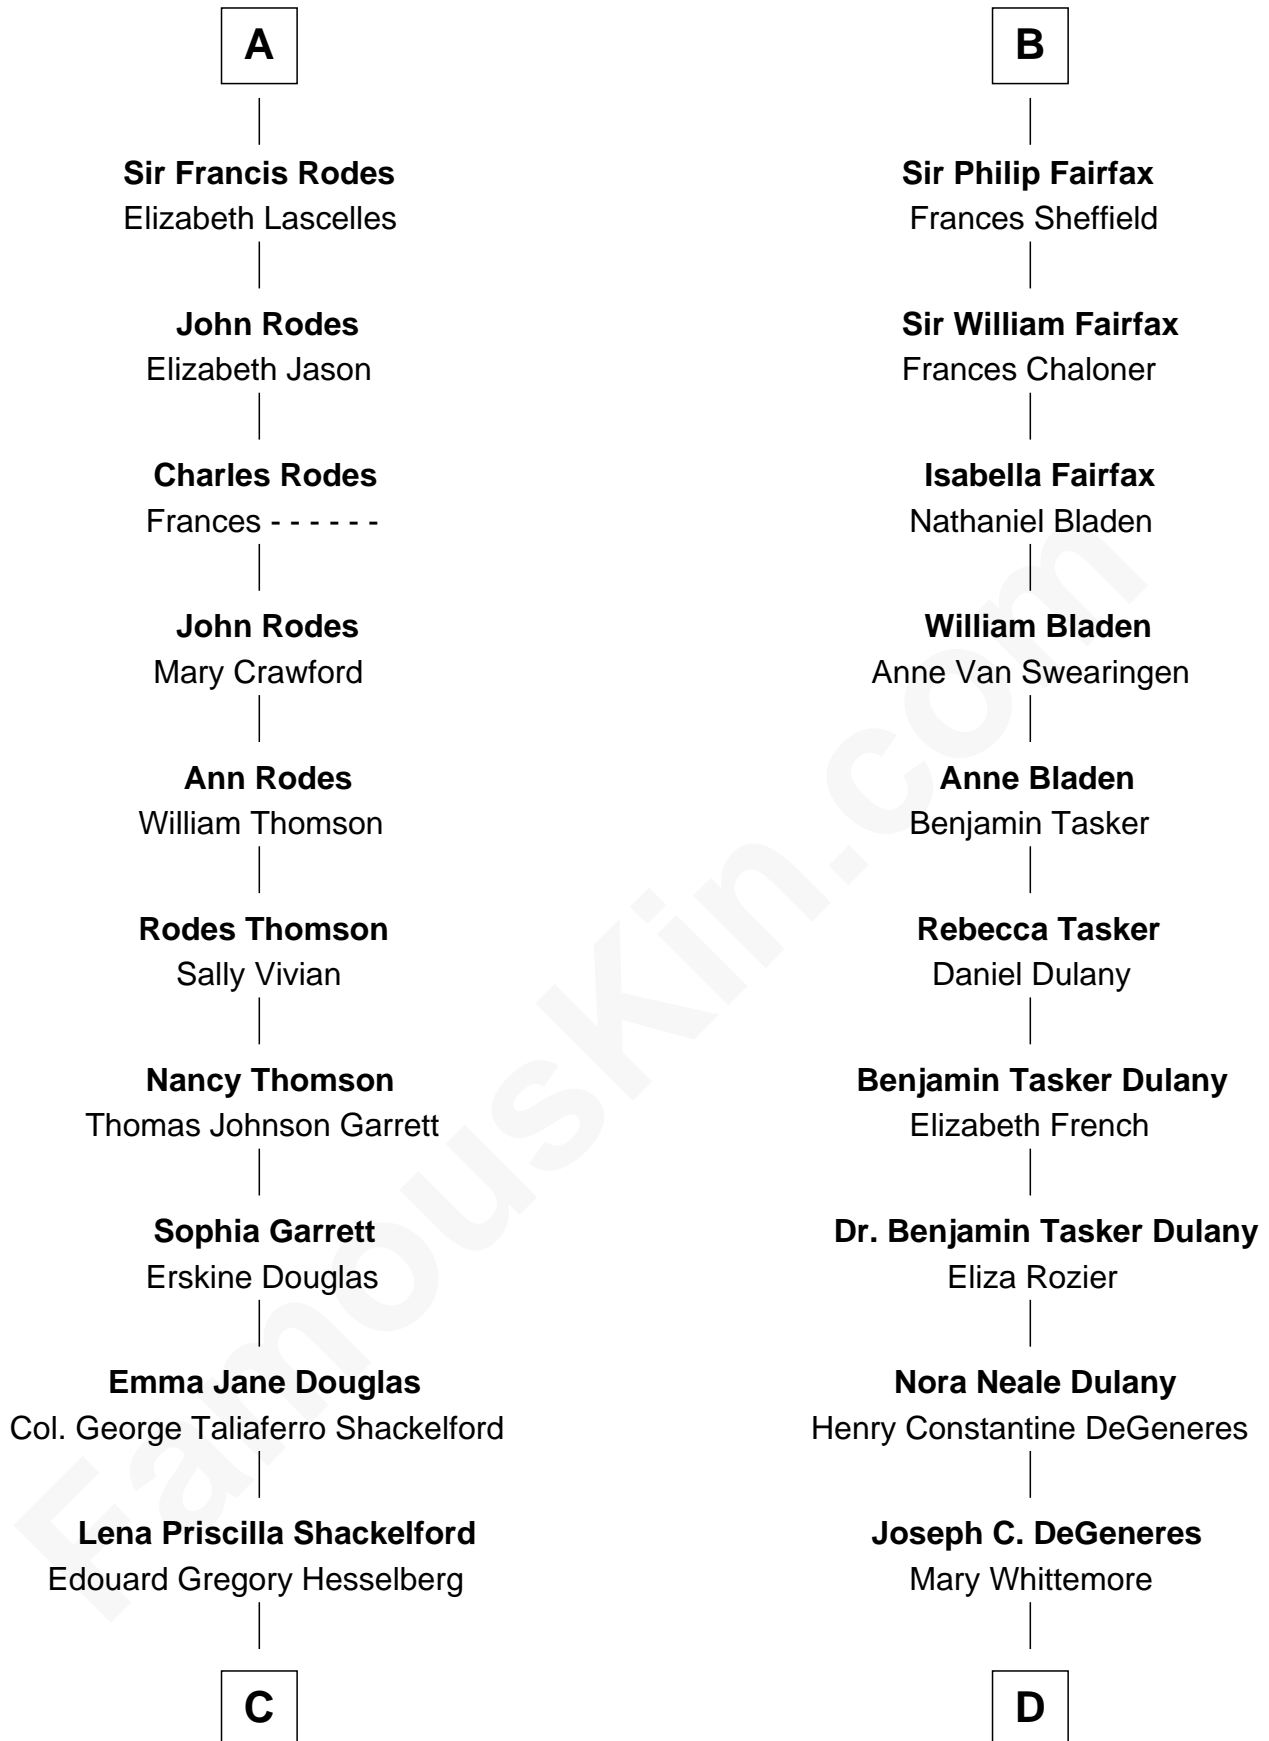 A
Sir Francis Rodes
Elizabeth Lascelles
John Rodes
Elizabeth Jason
Charles Rodes
Frances - - - - - -
John Rodes
Mary Crawford
Ann Rodes
William Thomson
Rodes Thomson
Sally Vivian
Nancy Thomson
Thomas Johnson Garrett
Sophia Garrett
Erskine Douglas
Emma Jane Douglas
Col. George Taliaferro Shackelford
Lena Priscilla Shackelford
Edouard Gregory Hesselberg
C
B
Sir Philip Fairfax
Frances Sheffield
Sir William Fairfax
Frances Chaloner
Isabella Fairfax
Nathaniel Bladen
William Bladen
Anne Van Swearingen
Anne Bladen
Benjamin Tasker
Rebecca Tasker
Daniel Dulany
Benjamin Tasker Dulany
Elizabeth French
Dr. Benjamin Tasker Dulany
Eliza Rozier
Nora Neale Dulany
Henry Constantine DeGeneres
Joseph C. DeGeneres
Mary Whittemore
D
FamousKin.com